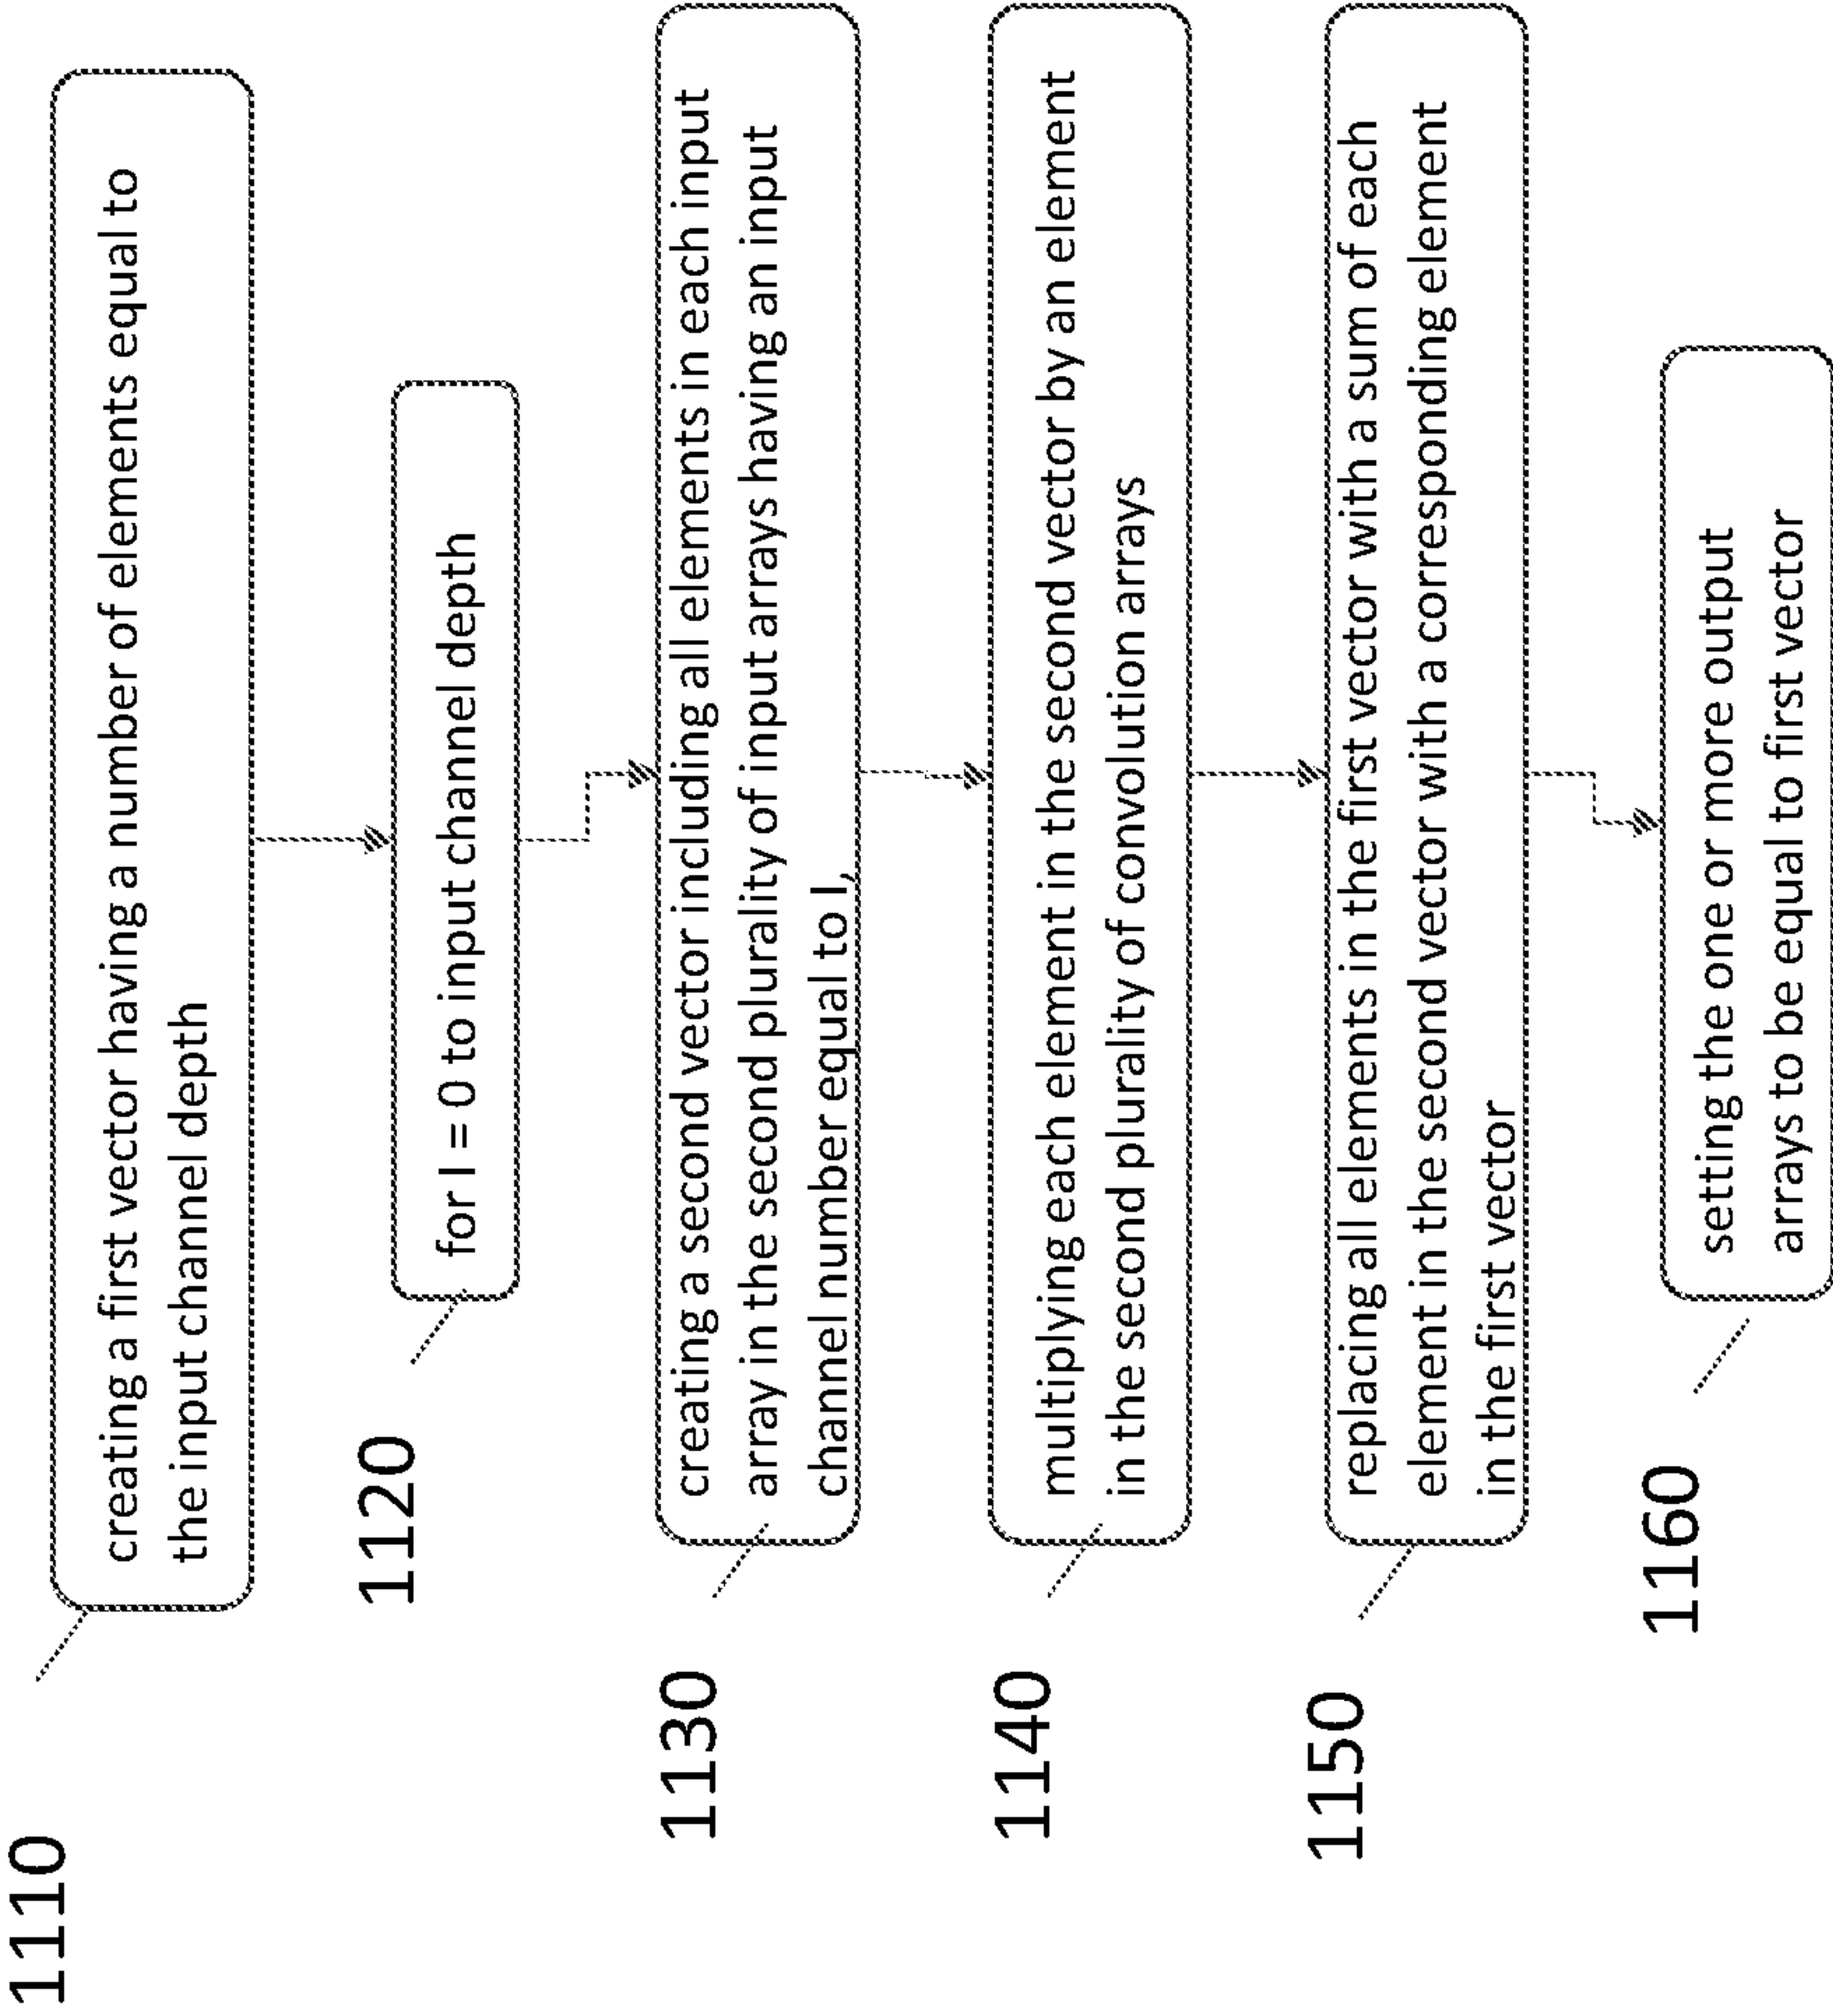 1110
creating a first vector having a number of elements equal to
the input channel depth
1120
for I = 0 to input channel depth
1130
creating a second vector including all elements in each input
array in the second plurality of input arrays having an input
channel number equal to I,
1140
multiplying each element in the second vector by an element
in the second plurality of convolution arrays
1150
replacing all elements in the first vector with a sum of each
element in the second vector with a corresponding element
in the first vector
1160
setting the one or more output
arrays to be equal to first vector